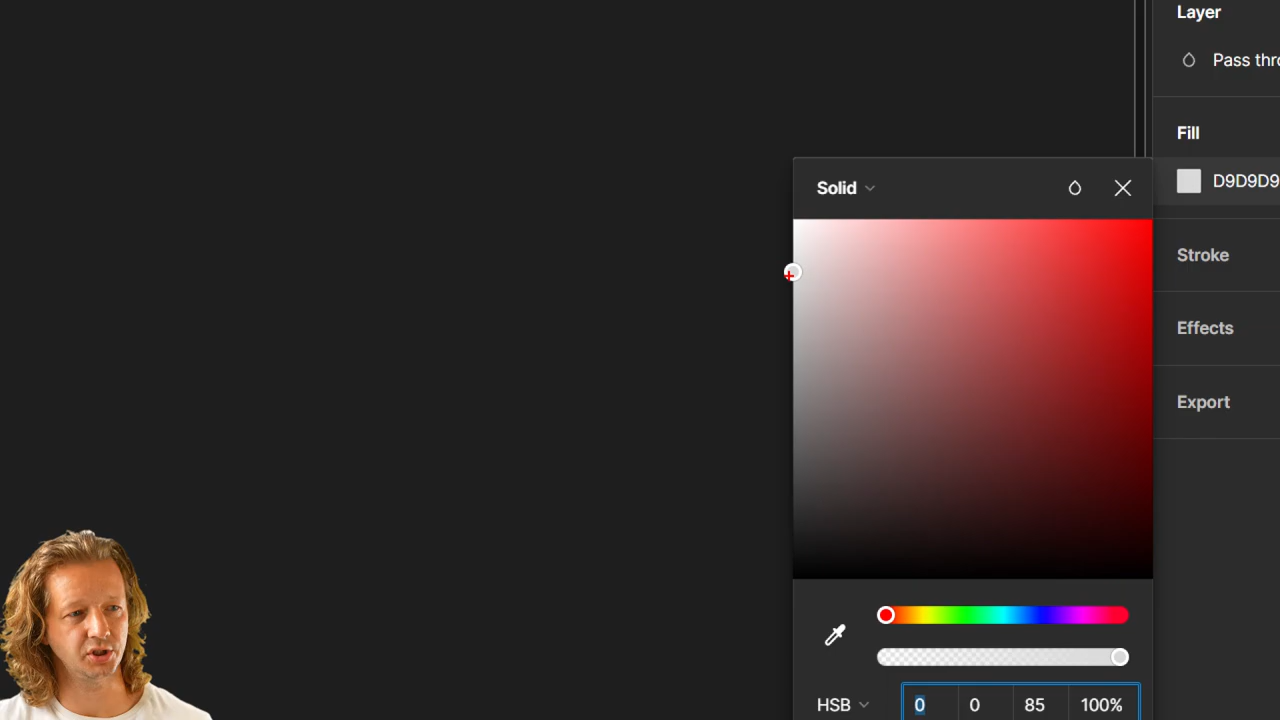 Layer
Pass thro
Fill
Solid
D9D9D9
Stroke
Effects
Export
HSB 0 0 85 100%